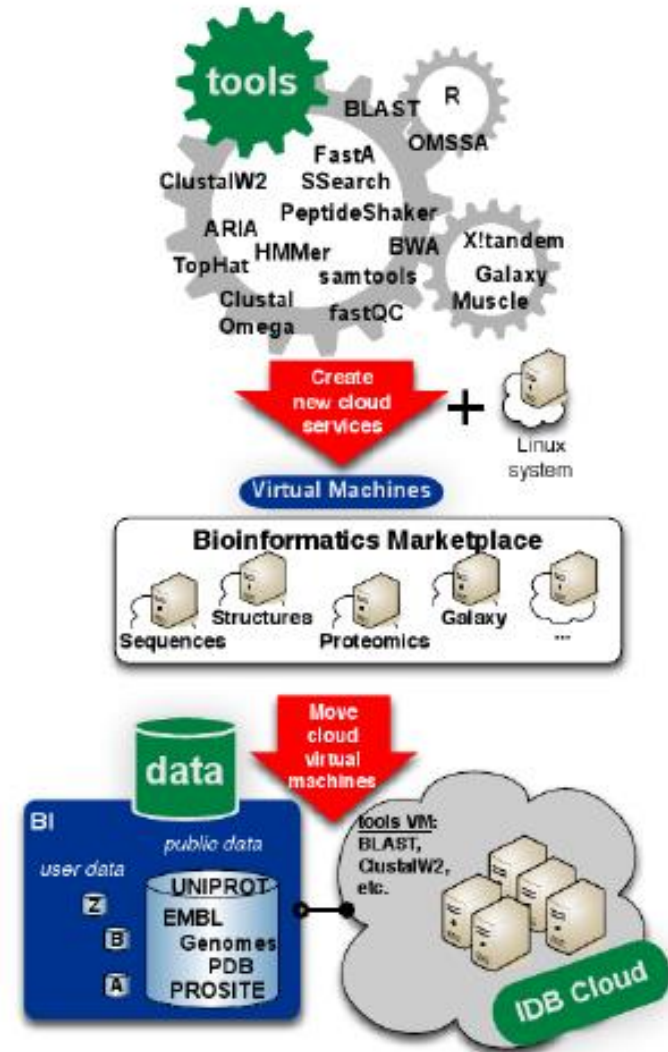 tools
R
BLAST
OMSSA
FastA
ClustalW2
SSearch
PeptideShaker
ARIA
HMMer
BWA
X!tandem
TopHat
samtools
Galaxy
Clustal
Omega
fastQC
Muscle
Create
new cloud
services
+
Linux
system
Virtual Machines
Bioinformatics Marketplace
Sequences
Structures
Proteomics
Galaxy
...
Move
cloud
virtual
machines
data
BI
public data
user data
UNIPROT
Z
EMBL
B
Genomes
PDB
A
PROSITE
tools VM:
BLAST,
ClustalW2,
etc.
IDB Cloud